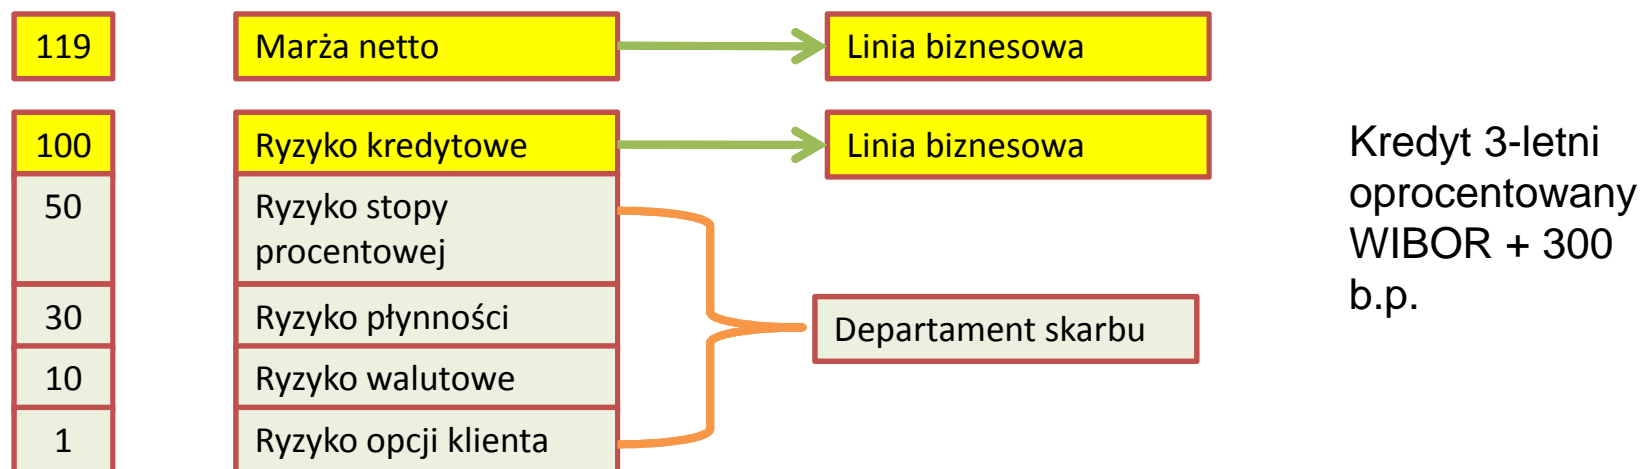 119 Marża netto Linia biznesowa
100 Ryzyko kredytowe Linia biznesowa
50 Ryzyko stopy
procentowej
30 Ryzyko płynności
10 Ryzyko walutowe
1 Ryzyko opcji klienta
Departament skarbu
Kredyt 3-letni
oprocentowany
WIBOR + 300
b.p.